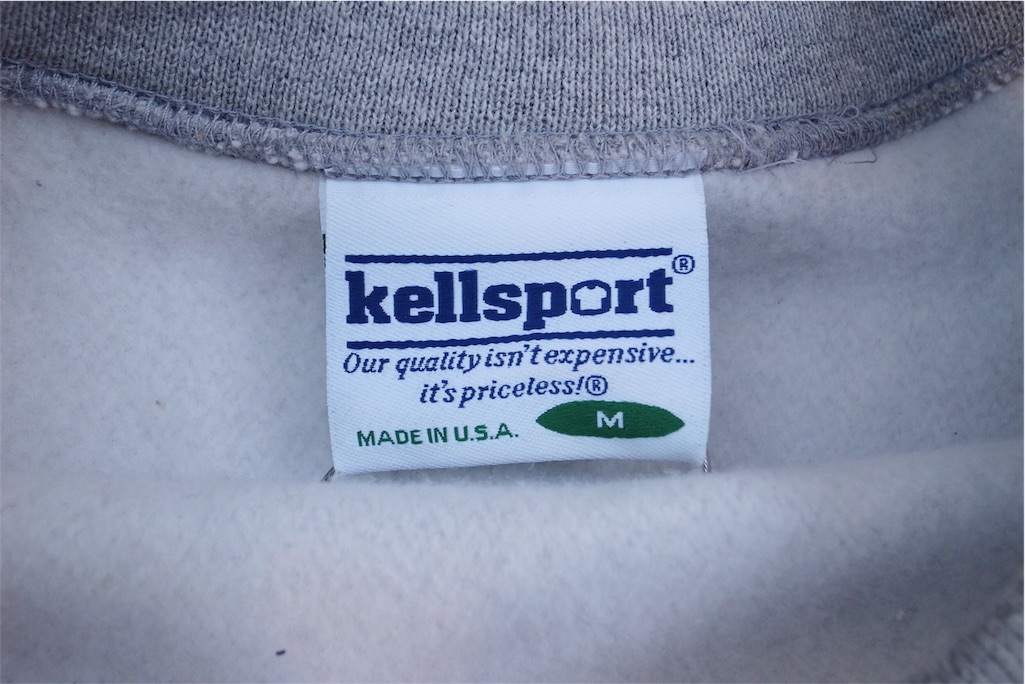 kellsport®
Our quality isn't expensive...
it's priceless!®
MADE IN U.S.A. M